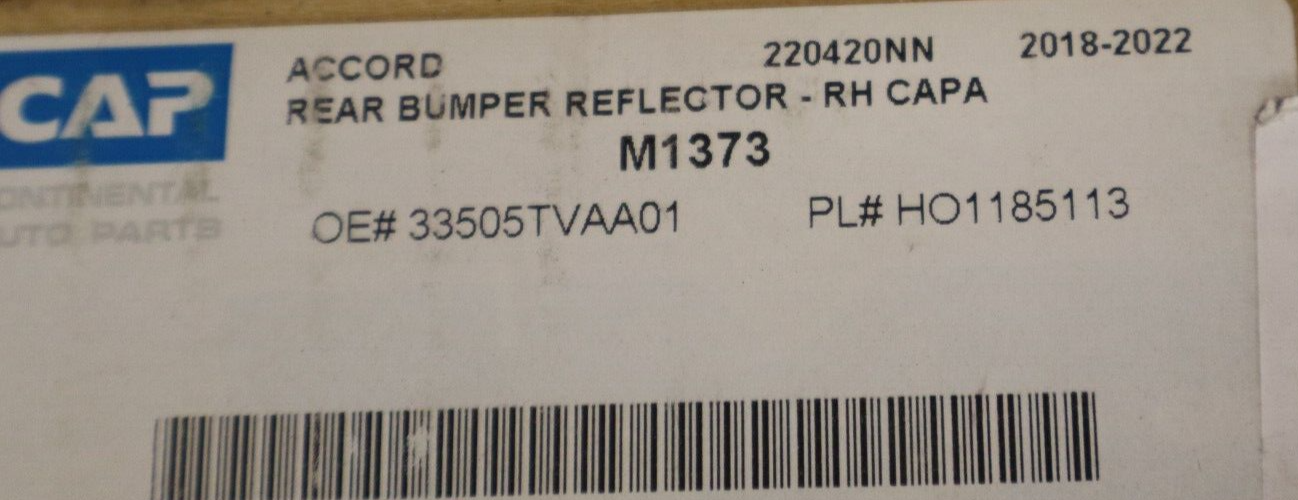 CAP
CONTINENTAL
AUTO PARTS
ACCORD 220420NN 2018-2022
REAR BUMPER REFLECTOR - RH CAPA
M1373
OE# 33505TVAA01 PL# HO1185113